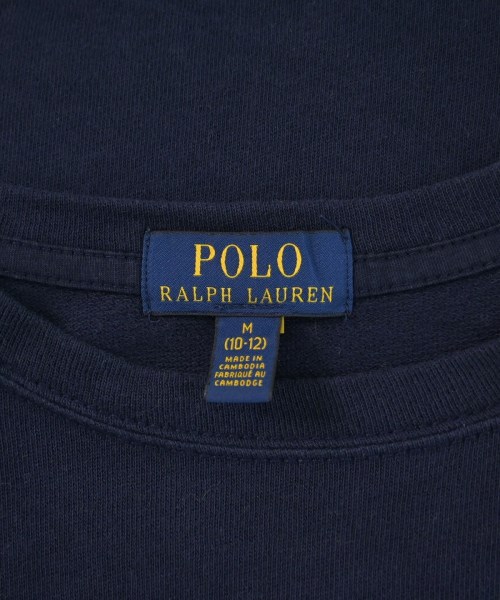 POLO
RALPH LAUREN
M
(10-12)
MADE IN
CAMBODIA
FABRIQUÉ AU
CAMBODGE